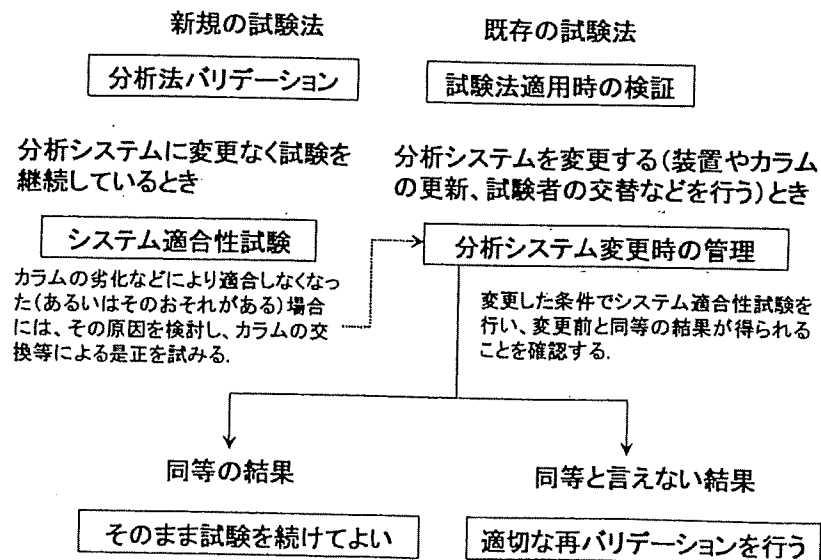 新規の試験法
既存の試験法
分析法バリデーション
試験法適用時の検証
分析システムに変更なく試験を
継続しているとき
分析システムを変更する(装置やカラム
の更新、試験者の交替などを行う)とき
システム適合性試験
分析システム変更時の管理
カラムの劣化などにより適合しなくなっ
た(あるいはそのおそれがある)場合
には、その原因を検討し、カラムの交
換等による是正を試みる.
変更した条件でシステム適合性試験を
行い、変更前と同等の結果が得られる
ことを確認する.
同等の結果
同等と言えない結果
そのまま試験を続けてよい
適切な再バリデーションを行う